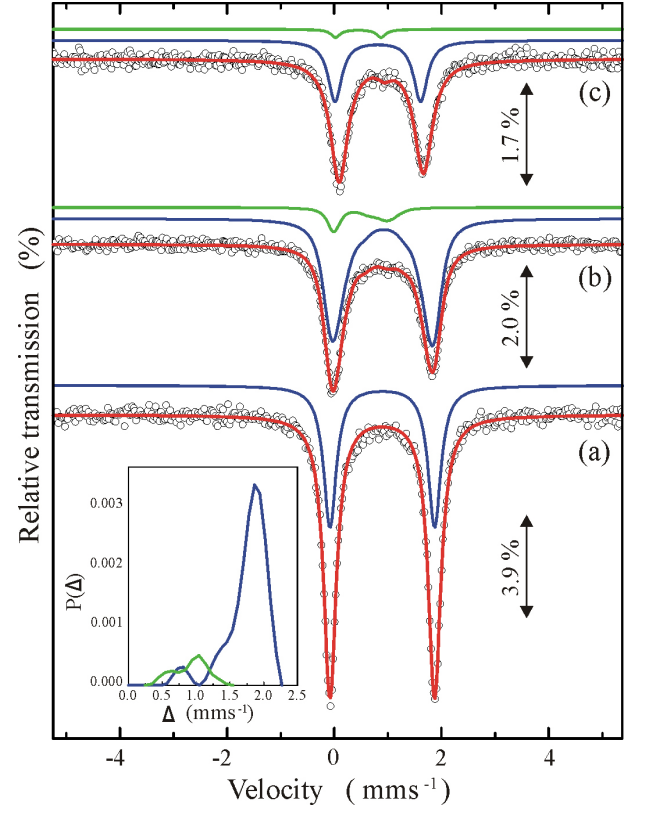 (c)
1.7 %
(b)
2.0 %
(a)
3.9 %
Relative transmission (%)
0.003
0.002
0.001
0.000
P(Δ)
0.0 0.5 1.0 1.5 2.0 2.5
Δ (mms⁻¹)
-4 -2 0 2 4
Velocity ( mms⁻¹)